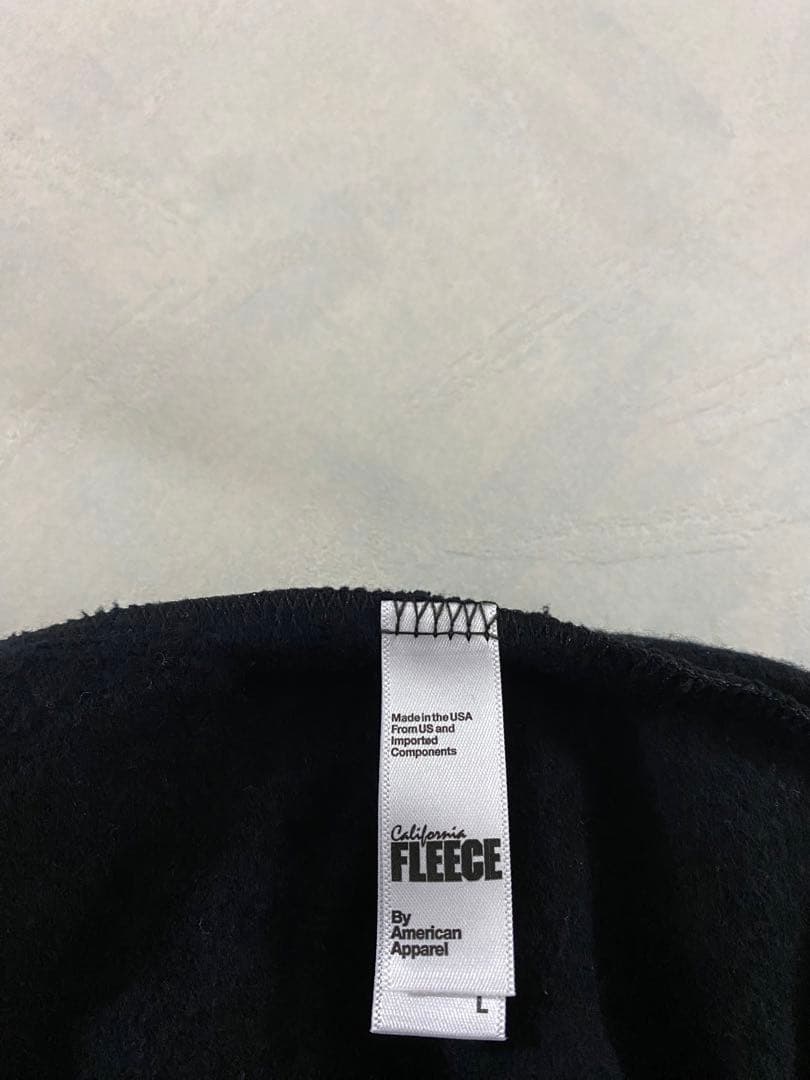 Made in the USA
From US and
Imported
Components
California
FLEECE
By
American
Apparel
L